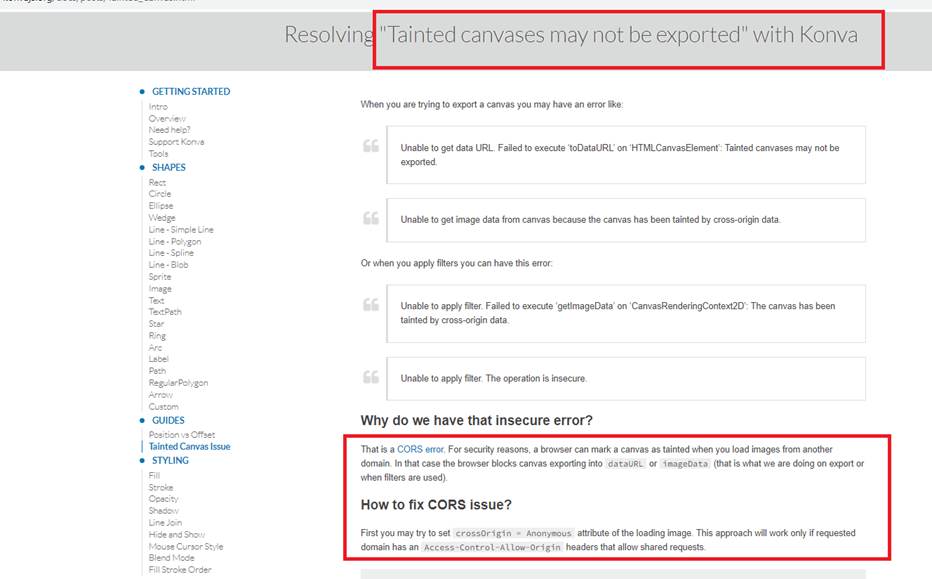 Resolving "Tainted canvases may not be exported" with Konva
GETTING STARTED
Intro
Overview
Need help?
Support Konva
Tools
SHAPES
Rect
Circle
Ellipse
Wedge
Line - Simple Line
Line - Polygon
Line - Spline
Line - Blob
Sprite
Image
Text
TextPath
Star
Ring
Arc
Label
Path
RegularPolygon
Arrow
Custom
GUIDES
Position vs Offset
Tainted Canvas Issue
STYLING
Fill
Stroke
Opacity
Shadow
Line Join
Hide and Show
Mouse Cursor Style
Blend Mode
Fill Stroke Order
When you are trying to export a canvas you may have an error like:
Unable to get data URL. Failed to execute 'toDataURL' on 'HTMLCanvasElement': Tainted canvases may not be
exported.
Unable to get image data from canvas because the canvas has been tainted by cross-origin data.
Or when you apply filters you can have this error:
Unable to apply filter. Failed to execute 'getImageData' on 'CanvasRenderingContext2D': The canvas has been
tainted by cross-origin data.
Unable to apply filter. The operation is insecure.
Why do we have that insecure error?
That is a CORS error. For security reasons, a browser can mark a canvas as tainted when you load images from another
domain. In that case the browser blocks canvas exporting into dataURL or imageData (that is what we are doing on export or
when filters are used).
How to fix CORS issue?
First you may try to set crossOrigin = Anonymous attribute of the loading image. This approach will work only if requested
domain has an Access-Control-Allow-Origin headers that allow shared requests.